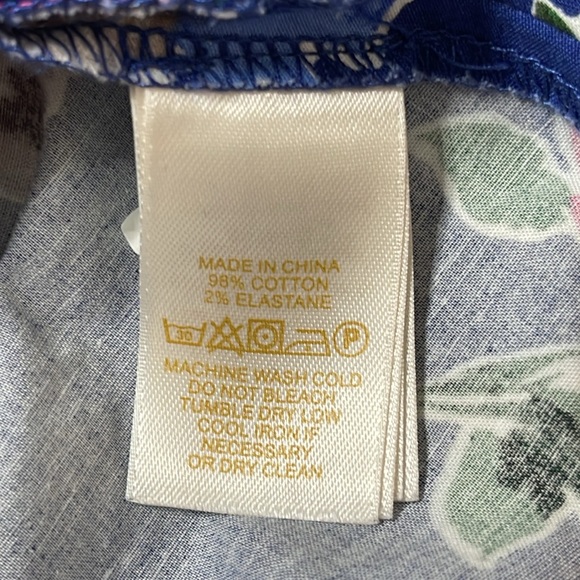 MADE IN CHINA
98% COTTON
2% ELASTANE
30 P
MACHINE WASH COLD
DO NOT BLEACH
TUMBLE DRY LOW
COOL IRON IF
NECESSARY
OR DRY CLEAN